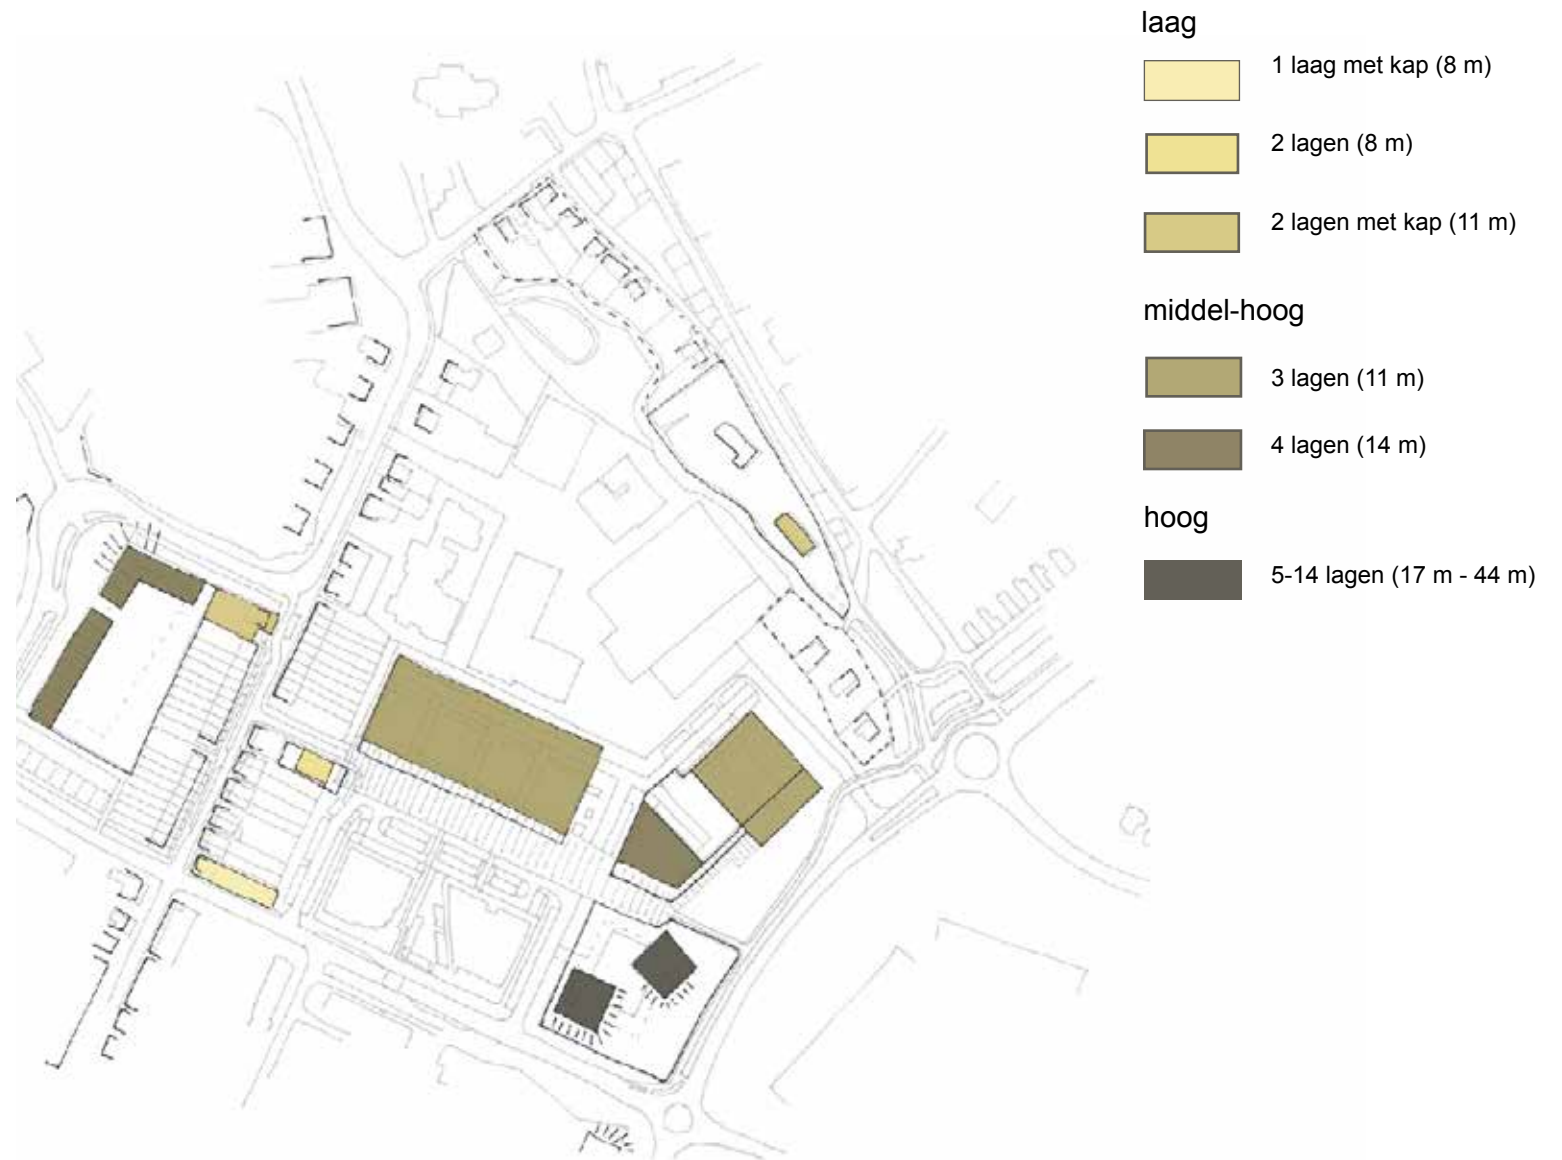 laag
1 laag met kap (8 m)
2 lagen (8 m)
2 lagen met kap (11 m)
middel-hoog
3 lagen (11 m)
4 lagen (14 m)
hoog
5-14 lagen (17 m - 44 m)